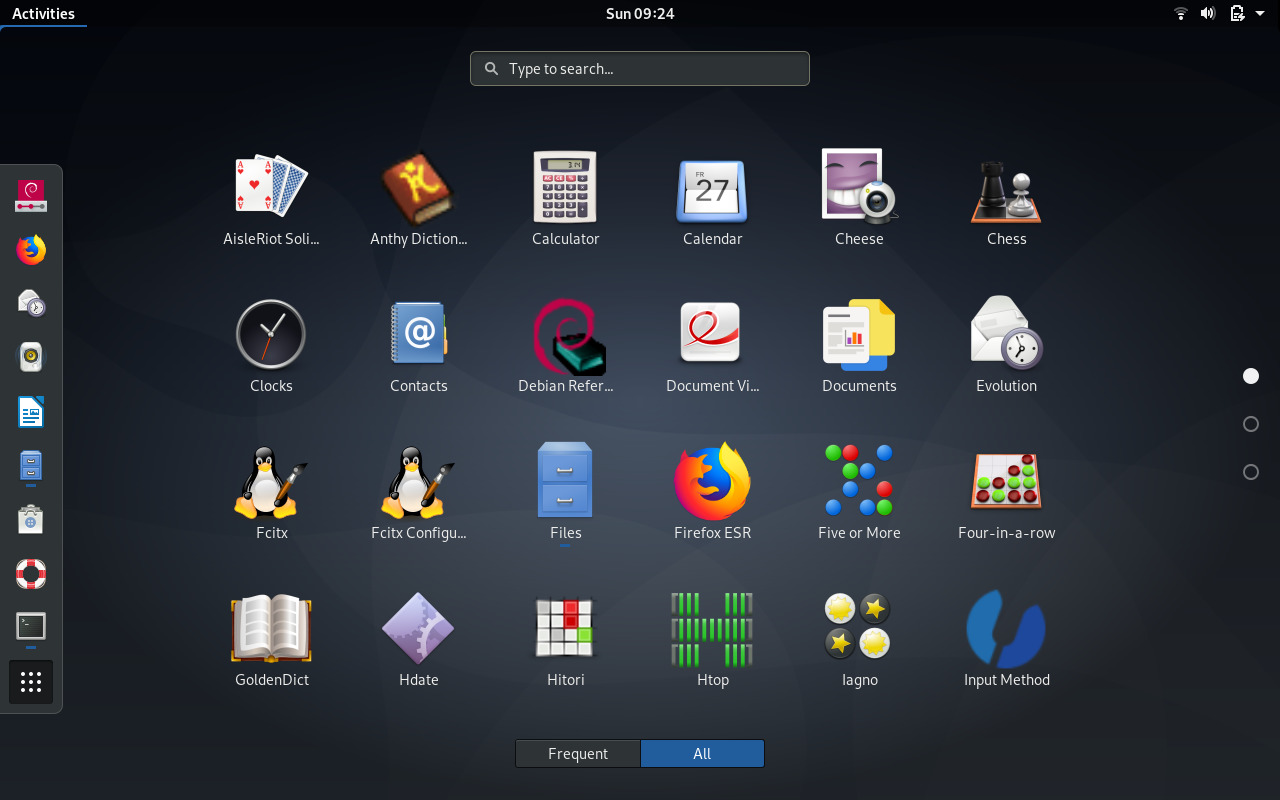 Activities
Sun 09:24
Type to search...
AisleRiot Soli...
Anthy Diction...
Calculator
FR
27
Calendar
Cheese
Chess
Clocks
Contacts
Debian Refer...
Document Vi...
Documents
Evolution
Fcitx
Fcitx Configu...
Files
Firefox ESR
Five or More
Four-in-a-row
GoldenDict
Hdate
Hitori
Htop
Iagno
Input Method
Frequent
All